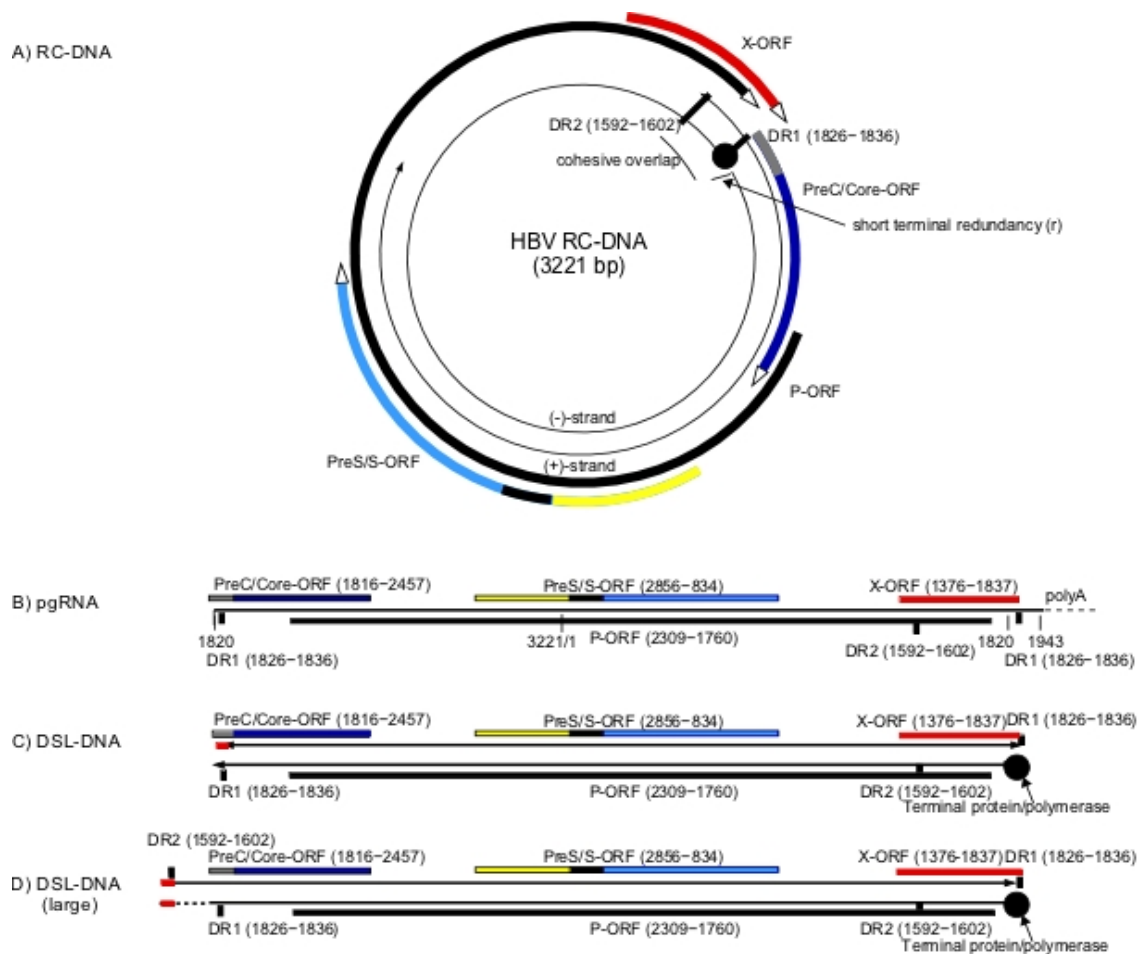 A) RC-DNA
X-ORF
DR2 (1592−1602)
DR1 (1826−1836)
cohesive overlap
PreC/Core-ORF
short terminal redundancy (r)
HBV RC-DNA
(3221 bp)
P-ORF
(-)-strand
PreS/S-ORF
(+)-strand
PreC/Core-ORF (1816−2457)
PreS/S-ORF (2856−834)
X-ORF (1376−1837)
B) pgRNA
polyA
1820
3221/1
P-ORF (2309−1760)
1820
1943
DR1 (1826−1836)
DR2 (1592−1602)
DR1 (1826−1836)
PreC/Core-ORF (1816−2457)
PreS/S-ORF (2856−834)
X-ORF (1376−1837)
DR1 (1826−1836)
C) DSL-DNA
DR1 (1826−1836)
P-ORF (2309−1760)
DR2 (1592−1602)
Terminal protein/polymerase
DR2 (1592-1602)
PreC/Core-ORF (1816−2457)
PreS/S-ORF (2856−834)
X-ORF (1376-1837)
DR1 (1826−1836)
D) DSL-DNA
(large)
DR1 (1826−1836)
P-ORF (2309−1760)
DR2 (1592−1602)
Terminal protein/polymerase